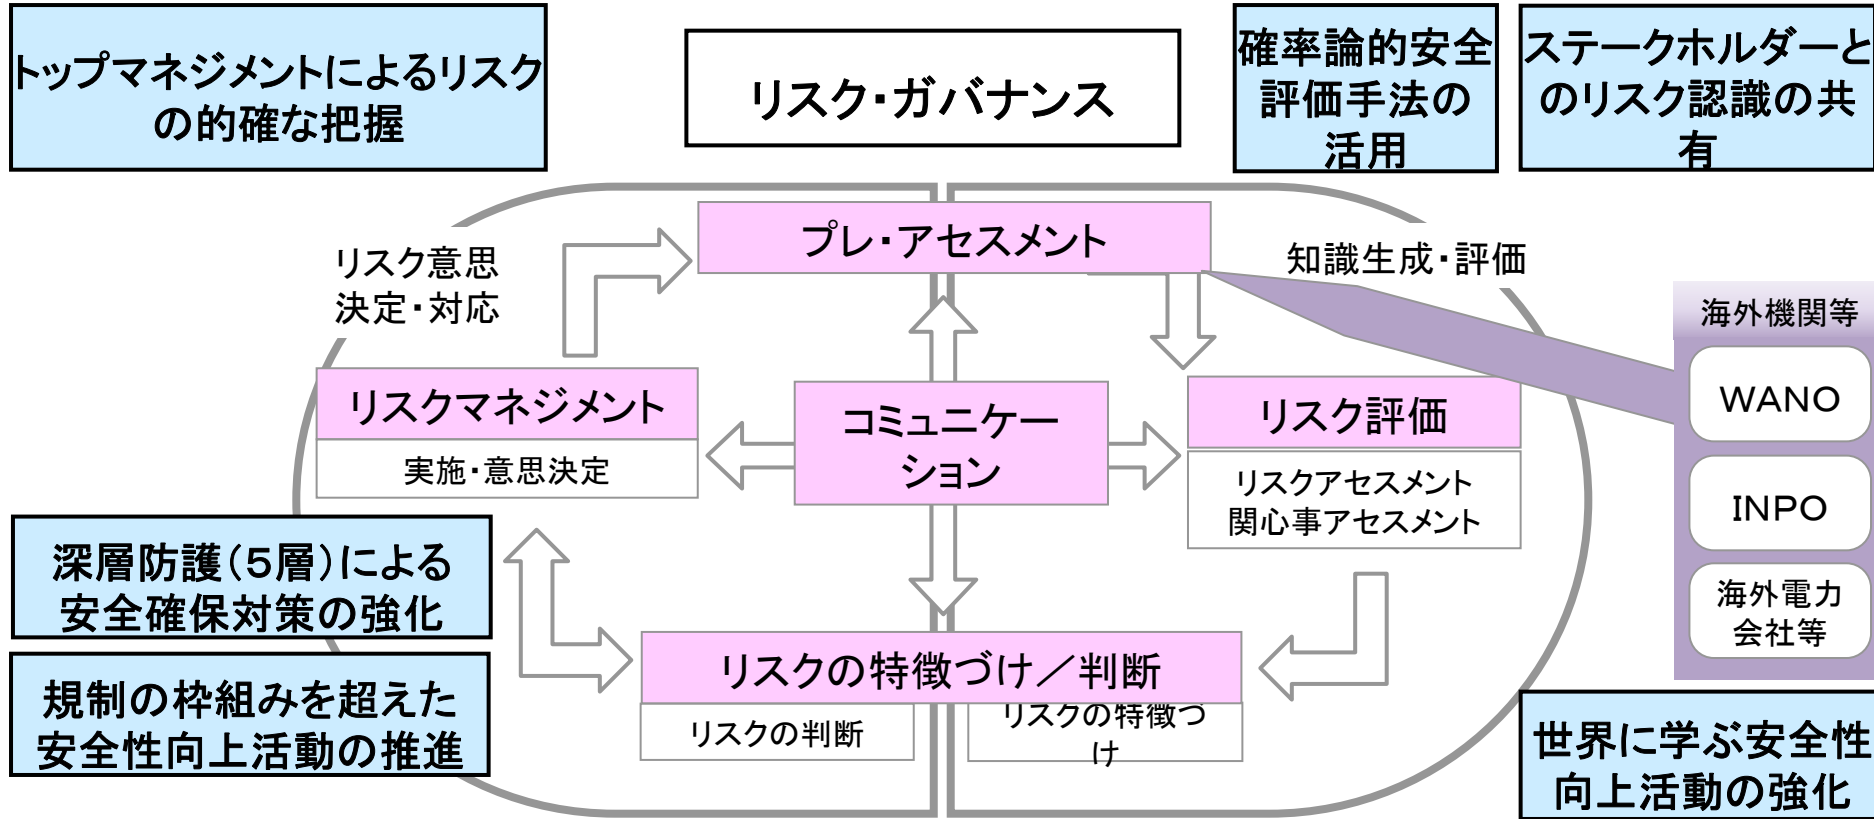 トップマネジメントによるリスク
の的確な把握
リスク・ガバナンス
確率論的安全
評価手法の
活用
ステークホルダーと
のリスク認識の共
有
プレ・アセスメント
リスク意思
決定・対応
知識生成・評価
海外機関等
WANO
INPO
海外電力
会社等
リスクマネジメント
実施・意思決定
コミュニケー
ション
リスク評価
リスクアセスメント
関心事アセスメント
深層防護（５層）による
安全確保対策の強化
規制の枠組みを超えた
安全性向上活動の推進
リスクの特徴づけ／判断
リスクの判断
リスクの特徴づ
け
世界に学ぶ安全性
向上活動の強化